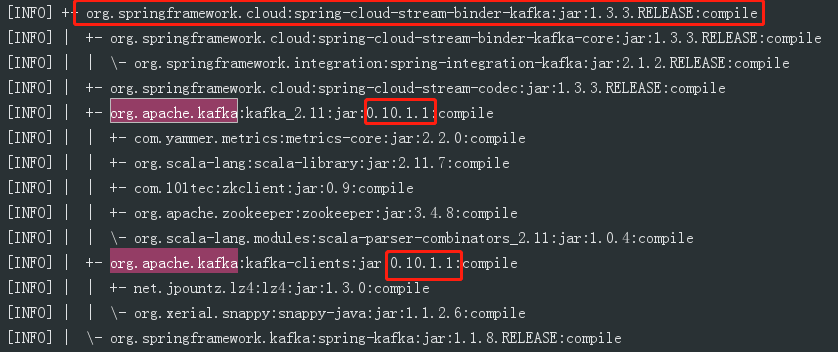 [INFO] +- org.springframework.cloud:spring-cloud-stream-binder-kafka:jar:1.3.3.RELEASE:compile
[INFO] |  +- org.springframework.cloud:spring-cloud-stream-binder-kafka-core:jar:1.3.3.RELEASE:compile
[INFO] |  |  \- org.springframework.integration:spring-integration-kafka:jar:2.1.2.RELEASE:compile
[INFO] |  +- org.springframework.cloud:spring-cloud-stream-codec:jar:1.3.3.RELEASE:compile
[INFO] |  +- org.apache.kafka:kafka_2.11:jar:0.10.1.1:compile
[INFO] |  |  +- com.yammer.metrics:metrics-core:jar:2.2.0:compile
[INFO] |  |  +- org.scala-lang:scala-library:jar:2.11.7:compile
[INFO] |  |  +- com.101tec:zkclient:jar:0.9:compile
[INFO] |  |  +- org.apache.zookeeper:zookeeper:jar:3.4.8:compile
[INFO] |  |  \- org.scala-lang.modules:scala-parser-combinators_2.11:jar:1.0.4:compile
[INFO] |  +- org.apache.kafka:kafka-clients:jar:0.10.1.1:compile
[INFO] |  |  +- net.jpountz.lz4:lz4:jar:1.3.0:compile
[INFO] |  |  \- org.xerial.snappy:snappy-java:jar:1.1.2.6:compile
[INFO] |  \- org.springframework.kafka:spring-kafka:jar:1.1.8.RELEASE:compile